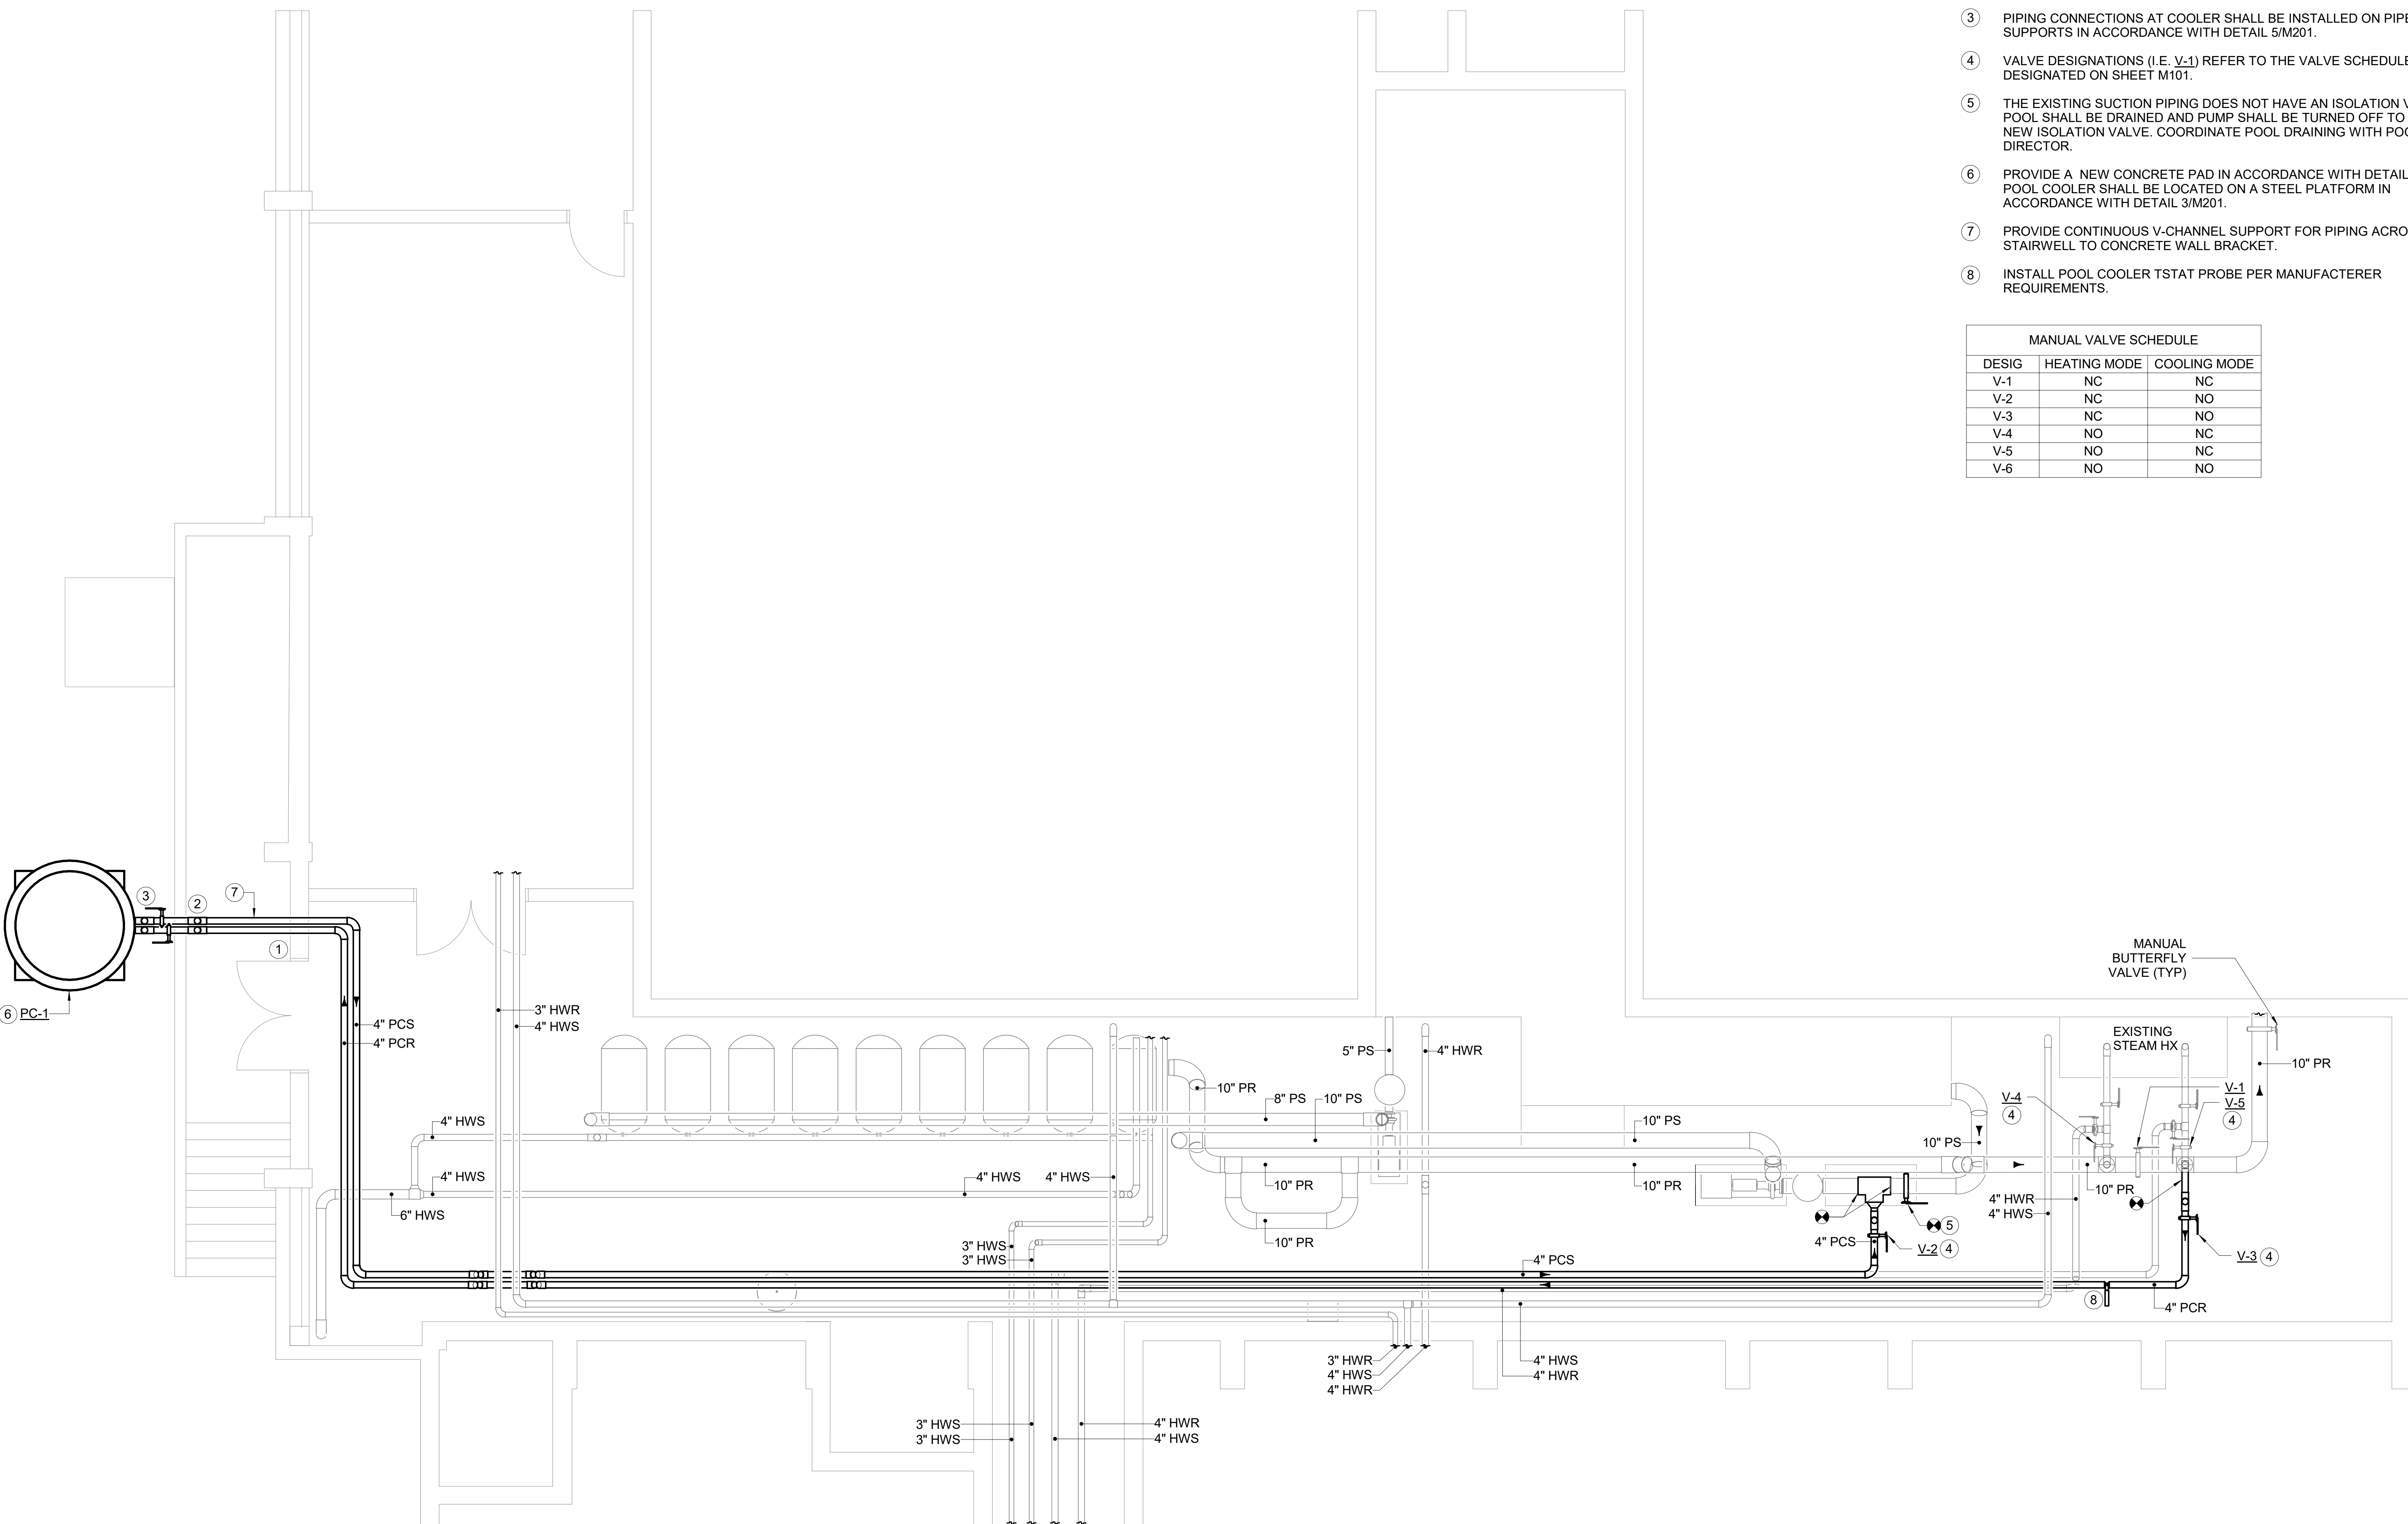 3 PIPING CONNECTIONS AT COOLER SHALL BE INSTALLED ON
SUPPORTS IN ACCORDANCE WITH DETAIL 5/M201.
4 VALVE DESIGNATIONS (I.E. V-1) REFER TO THE VALVE
DESIGNATED ON SHEET M101.
5 THE EXISTING SUCTION PIPING DOES NOT HAVE AN ISOLATION
POOL SHALL BE DRAINED AND PUMP SHALL BE TURNED OFF TO
NEW ISOLATION VALVE. COORDINATE POOL DRAINING WITH
DIRECTOR.
6 PROVIDE A NEW CONCRETE PAD IN ACCORDANCE WITH DETAIL
POOL COOLER SHALL BE LOCATED ON A STEEL PLATFORM IN
ACCORDANCE WITH DETAIL 3/M201.
7 PROVIDE CONTINUOUS V-CHANNEL SUPPORT FOR PIPING
STAIRWELL TO CONCRETE WALL BRACKET.
8 INSTALL POOL COOLER TSTAT PROBE PER MANUFACTERER
REQUIREMENTS.
MANUAL VALVE SCHEDULE
DESIG HEATING MODE COOLING MODE
V-1 NC NC
V-2 NC NO
V-3 NC NO
V-4 NO NC
V-5 NO NC
V-6 NO NO
3
2
7
1
6 PC-1
4" PCS
4" PCR
3" HWR
4" HWS
4" HWS
4" HWS
6" HWS
4" HWS
4" HWS
3" HWS
3" HWS
10" PR
8" PS
10" PS
5" PS
4" HWR
10" PR
10" PR
10" PS
10" PR
4" PCS
3" HWR
4" HWS
4" HWR
4" HWS
4" HWR
3" HWS
3" HWS
4" HWR
4" HWS
10" PS
4" PCS
5
V-2 4
MANUAL
BUTTERFLY
VALVE (TYP)
EXISTING
STEAM HX
10" PR
V-4
4
V-1
V-5
4
10" PR
4" HWR
4" HWS
V-3 4
8
4" PCR